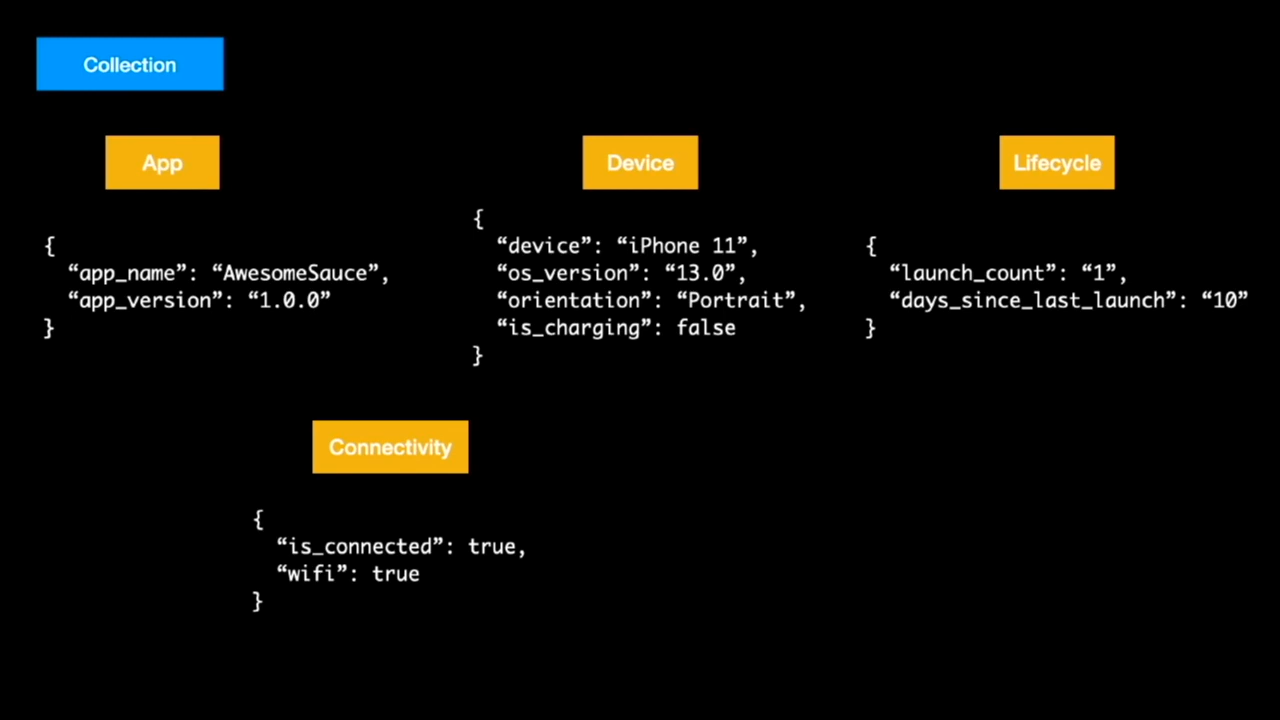 Collection
App
{
“app_name”: “AwesomeSauce”,
“app_version”: “1.0.0”
}
Device
{
“device”: “iPhone 11”,
“os_version”: “13.0”,
“orientation”: “Portrait”,
“is_charging”: false
}
Lifecycle
{
“launch_count”: “1”,
“days_since_last_launch”: “10”
}
Connectivity
{
“is_connected”: true,
“wifi”: true
}